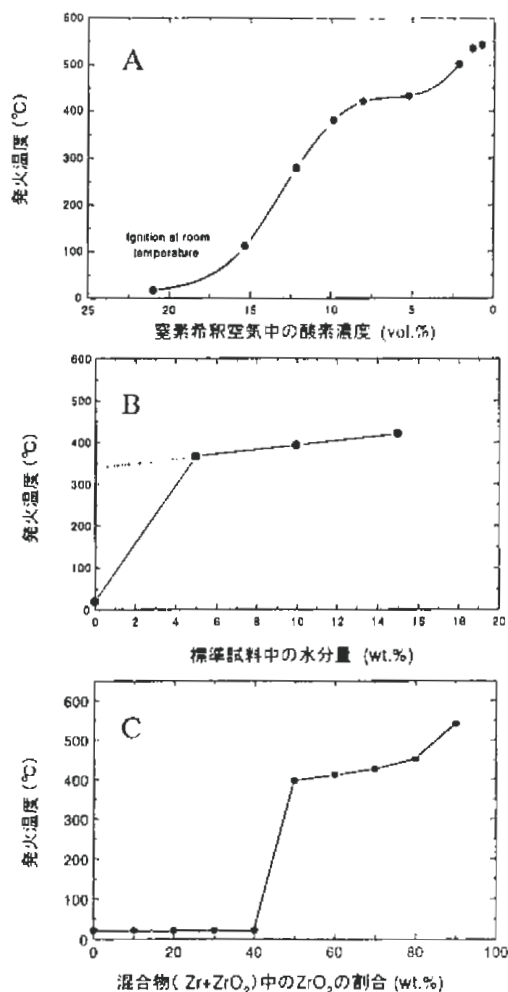 A
600
500
400
300
200
100
0
発火温度 (℃)
Ignition at room
temperature
25 20 15 10 5 0
窒素希釈空気中の酸素濃度 (vol.%)
B
600
500
400
300
200
100
0
発火温度 (℃)
0 2 4 6 8 10 12 14 16 18 20
標準試料中の水分量 (wt.%)
C
600
500
400
300
200
100
0
発火温度 (℃)
0 20 40 60 80 100
混合物( Zr+ZrO₂) 中のZrO₂の割合 (wt.%)